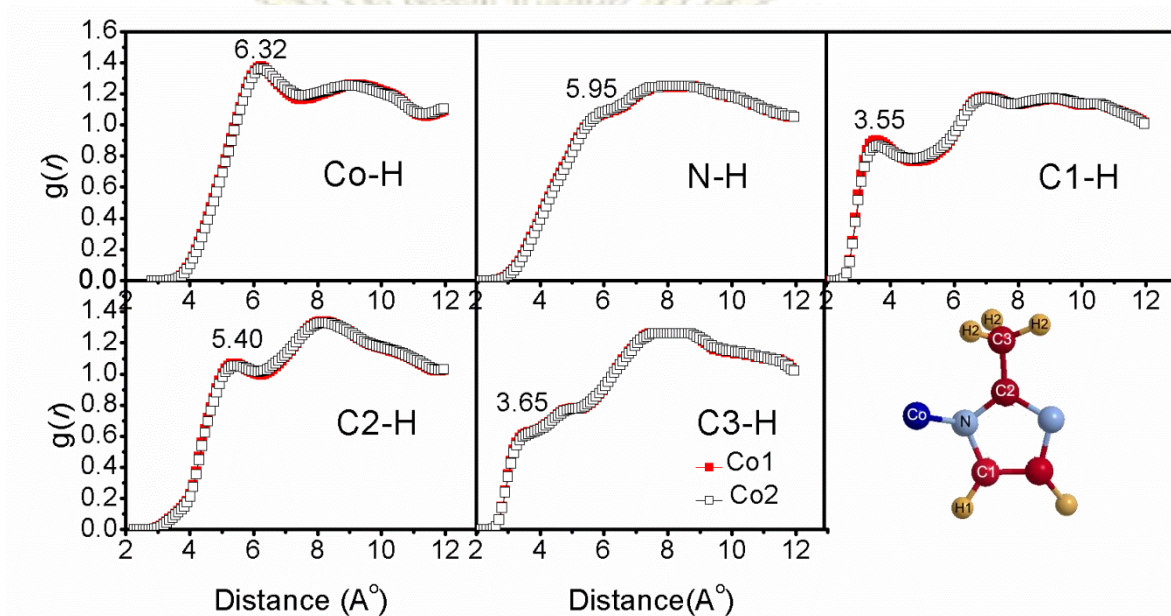 1.6
1.4
1.2
1.0
0.8
0.6
0.4
0.2
0.0
g(r)
6.32
Co-H
5.95
N-H
3.55
C1-H
2 4 6 8 10 12
2 4 6 8 10 12
2 4 6 8 10 12
1.4
1.2
1.0
0.8
0.6
0.4
0.2
0.0
g(r)
5.40
C2-H
3.65
C3-H
Co1
Co2
2 4 6 8 10 12
2 4 6 8 10 12
Distance (A°)
Distance(A°)
H2 H2 H2
C3
C2
Co N
C1
H1